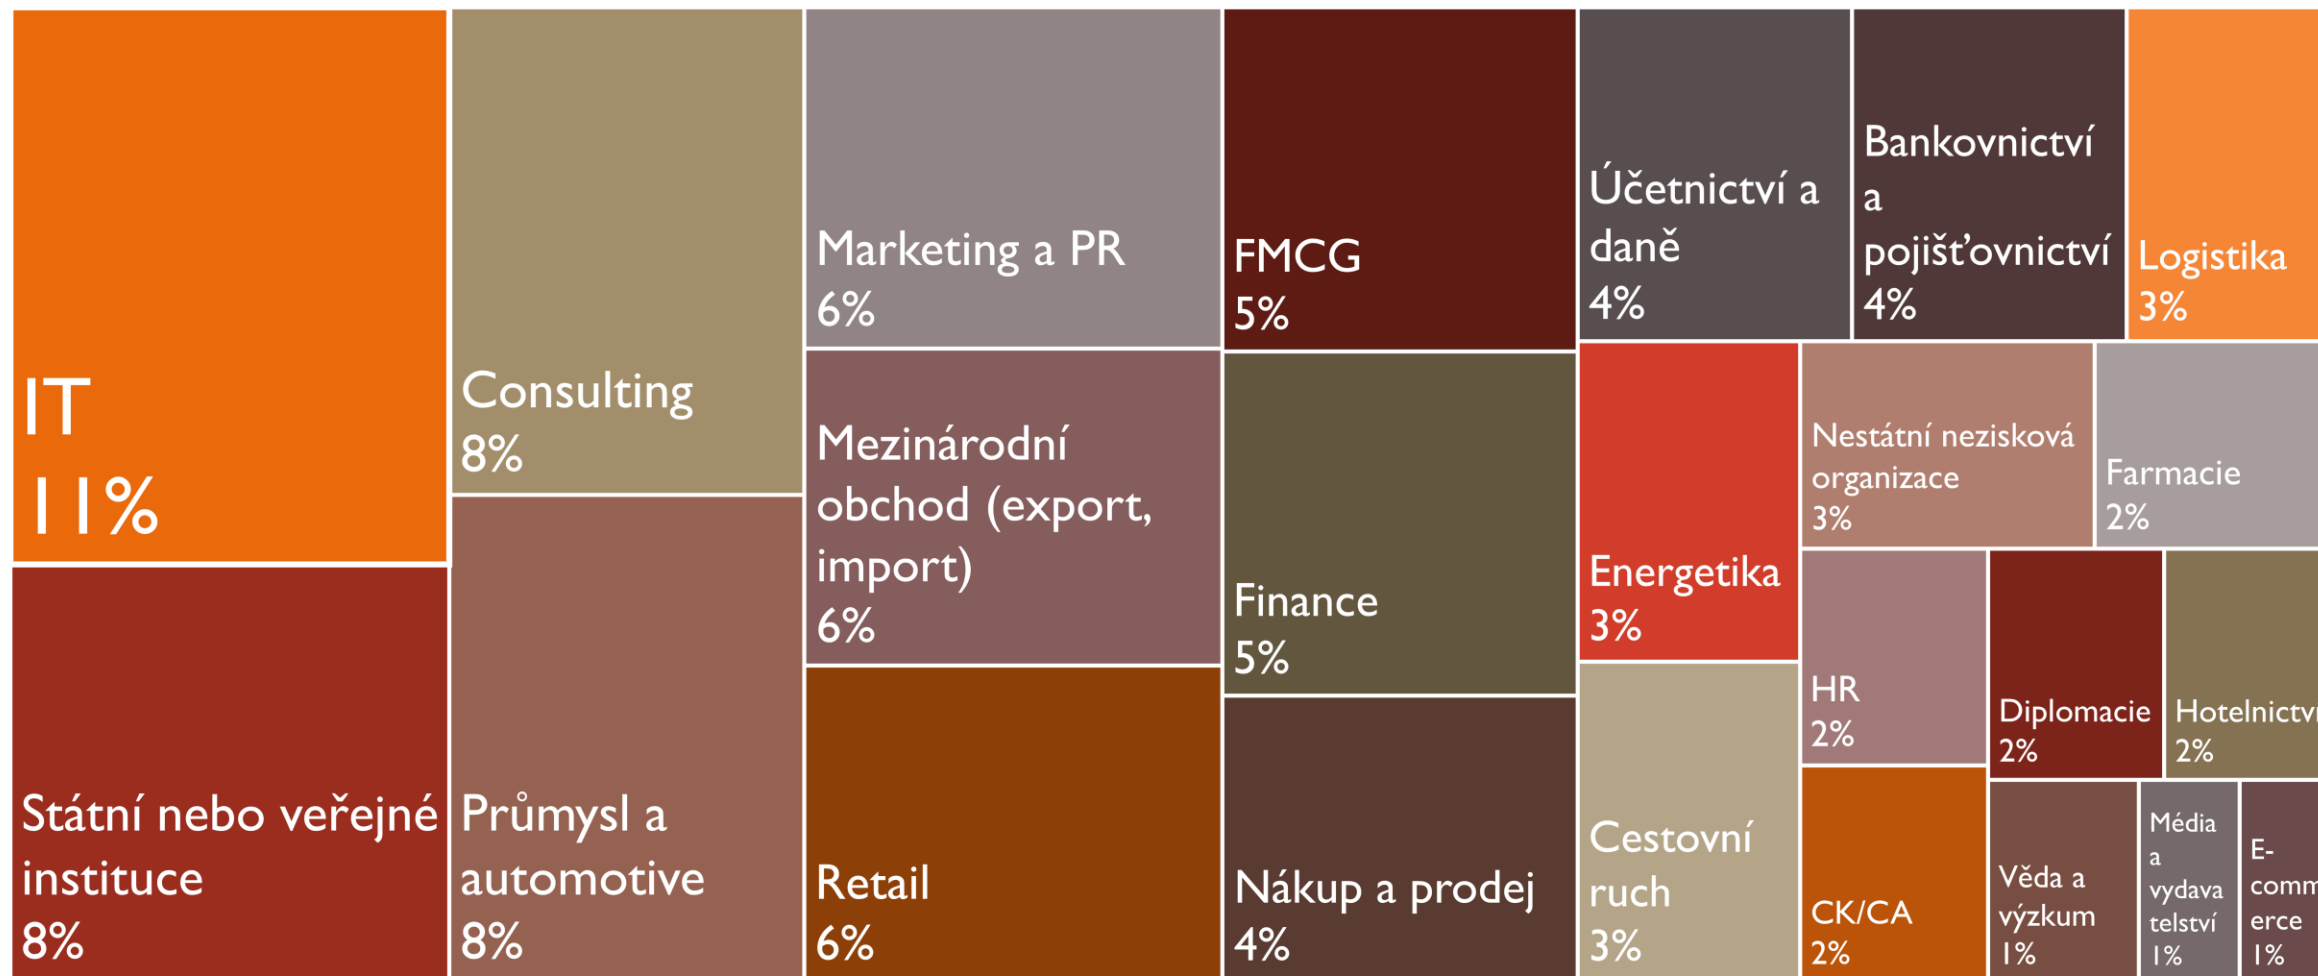 IT
11%
Státní nebo veřejné
instituce
8%
Consulting
8%
Průmysl a
automotive
8%
Marketing a PR
6%
Mezinárodní
obchod (export,
import)
6%
Retail
6%
FMCG
5%
Finance
5%
Nákup a prodej
4%
Účetnictví a
daně
4%
Bankovnictví
a
pojišťovnictví
4%
Logistika
3%
Energetika
3%
Cestovní
ruch
3%
Nestátní nezisková
organizace
3%
Farmacie
2%
HR
2%
CK/CA
2%
Diplomacie
2%
Hotelnictví
2%
Věda a
výzkum
1%
Média
a
vydava
telství
1%
E-
comm
erce
1%